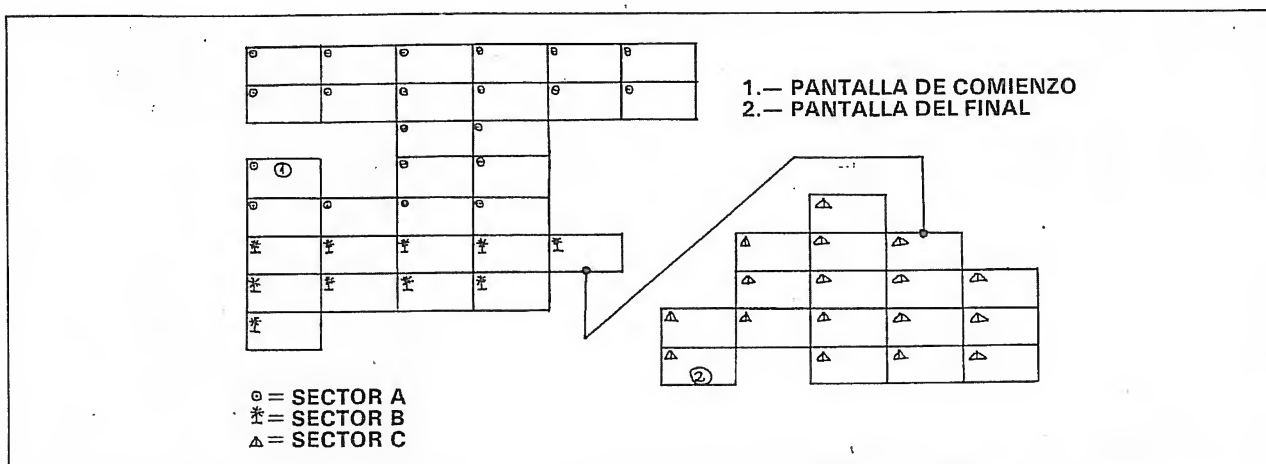 1.— PANTALLA DE COMIENZO
2.— PANTALLA DEL FINAL
1
2
= SECTOR A
= SECTOR B
= SECTOR C